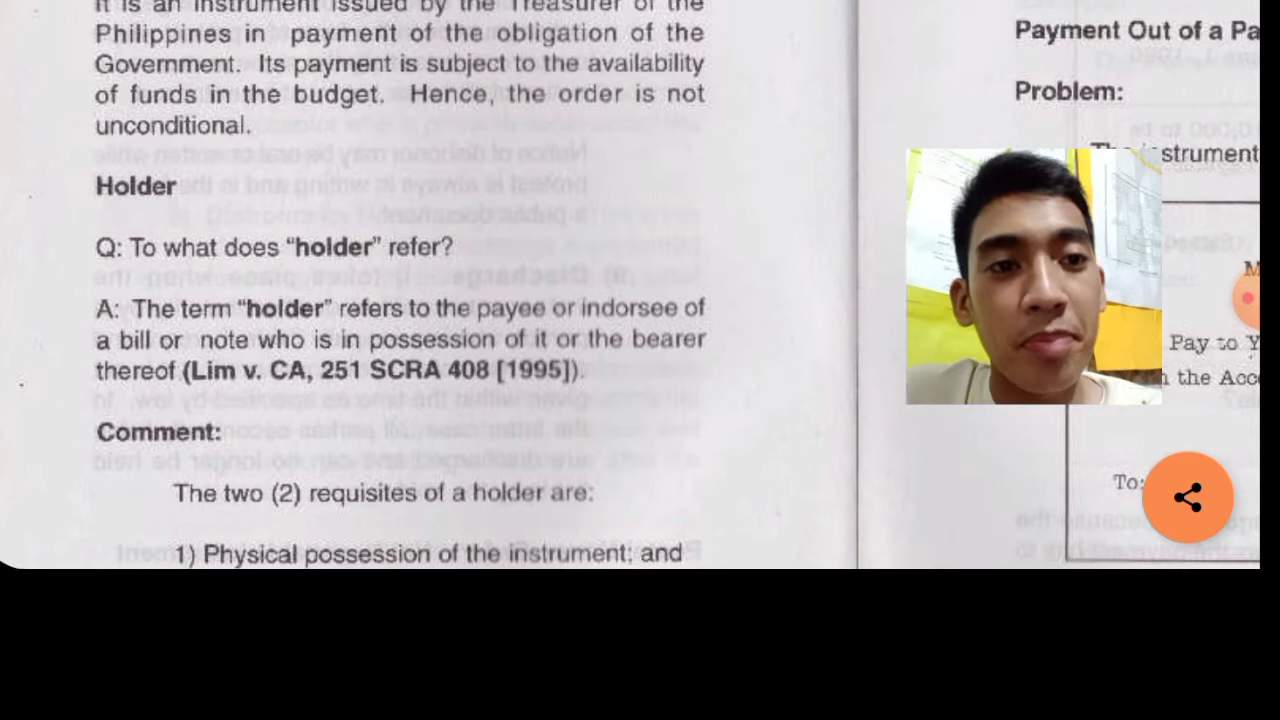 It is an instrument issued by the Treasurer of the
Philippines in payment of the obligation of the
Government. Its payment is subject to the availability
of funds in the budget. Hence, the order is not
unconditional.
Holder
Q: To what does "holder" refer?
A: The term "holder" refers to the payee or indorsee of
a bill or note who is in possession of it or the bearer
thereof (Lim v. CA, 251 SCRA 408 [1995]).
Comment:
The two (2) requisites of a holder are:
1) Physical possession of the instrument; and
Payment Out of a Pa
Problem:
strument
M
Pay to Y
the Acc
To: